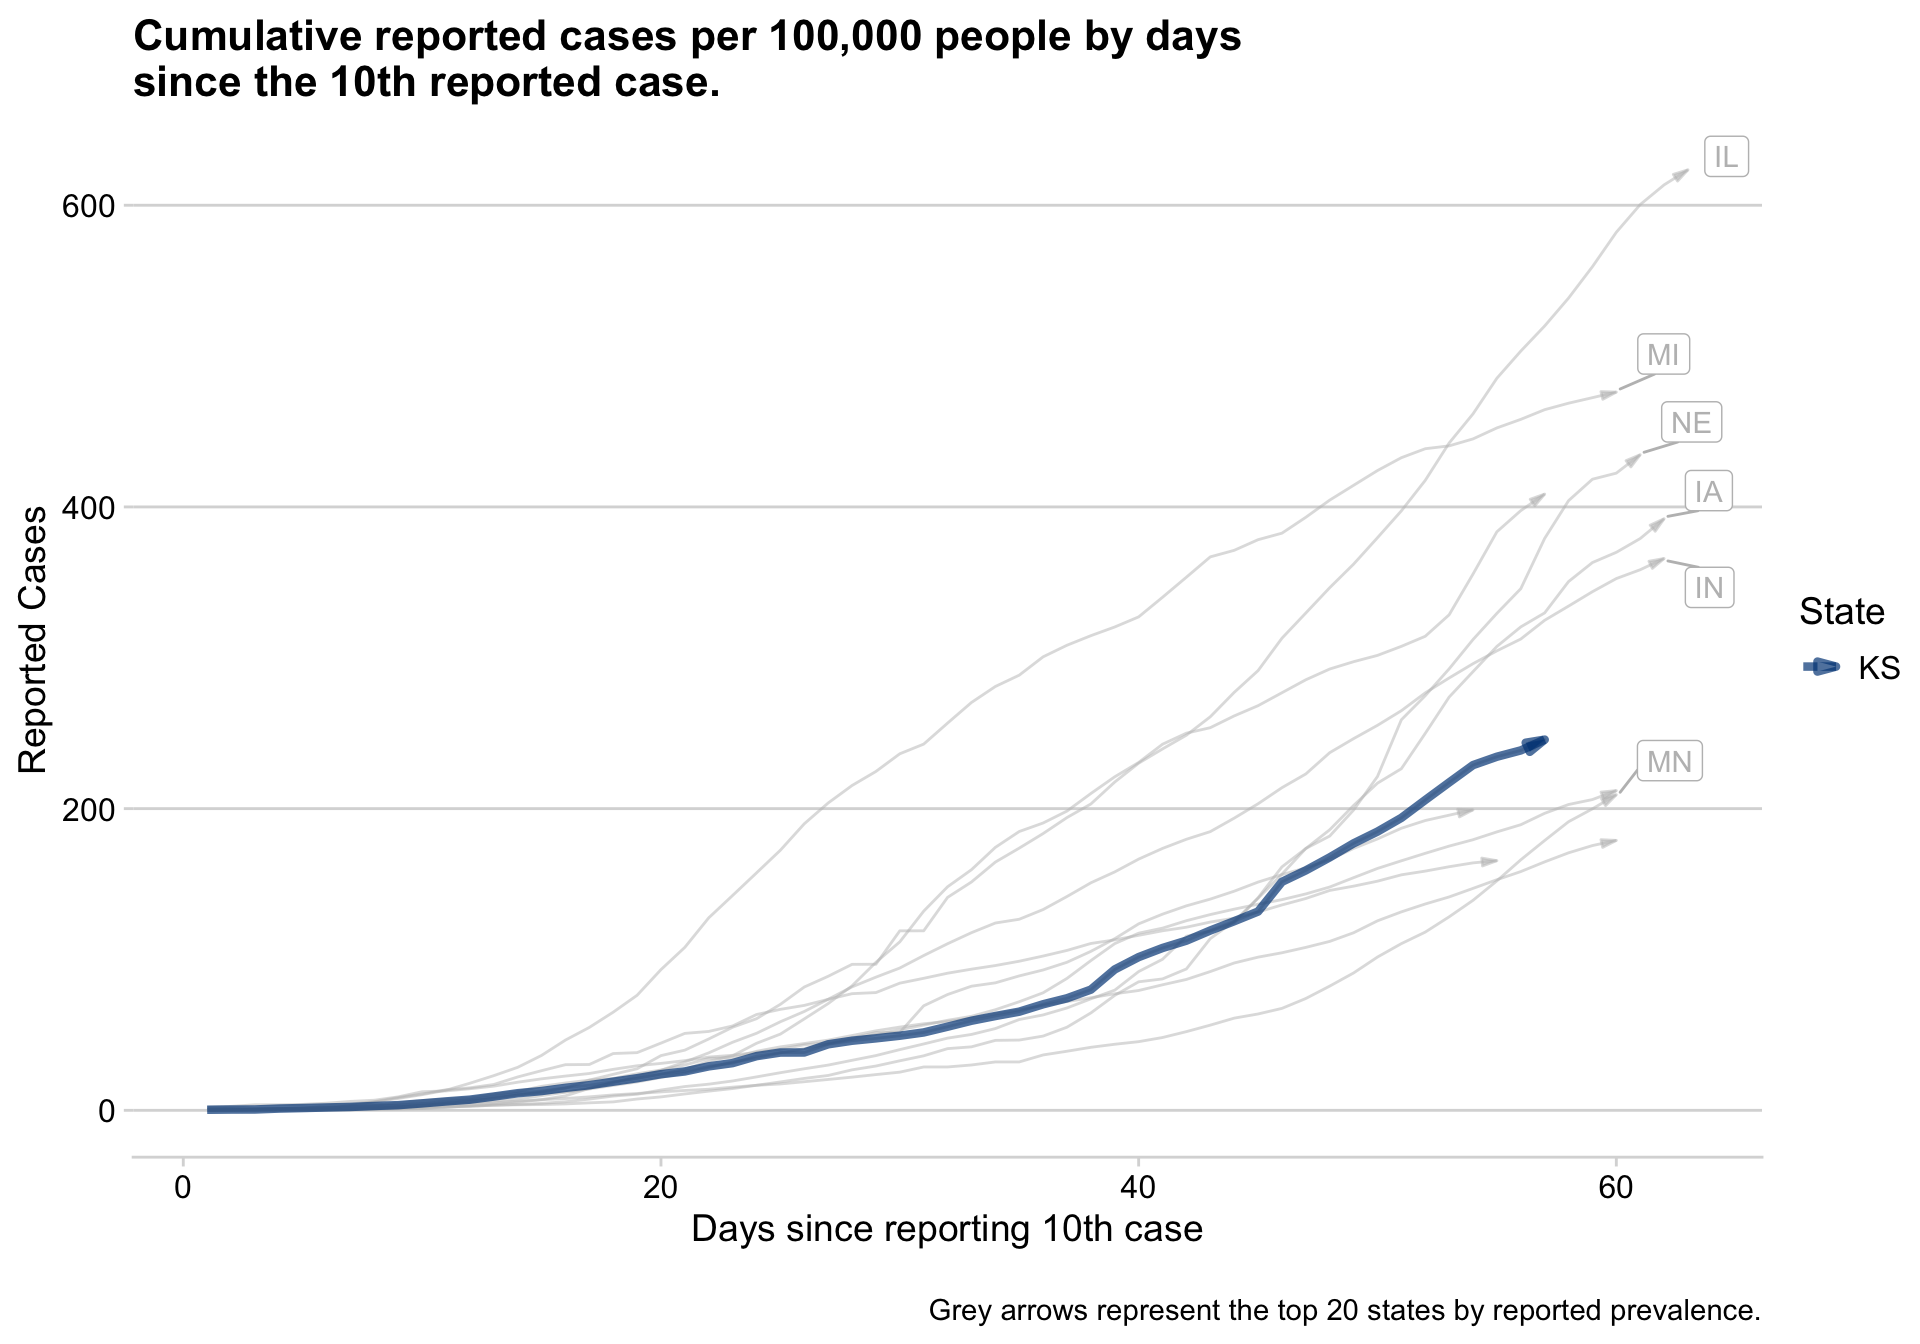 Cumulative reported cases per 100,000 people by days
since the 10th reported case.
IL
600
MI
NE
IA
400
IN
Reported Cases
State
KS
MN
200
0
0 20 40 60
Days since reporting 10th case
Grey arrows represent the top 20 states by reported prevalence.